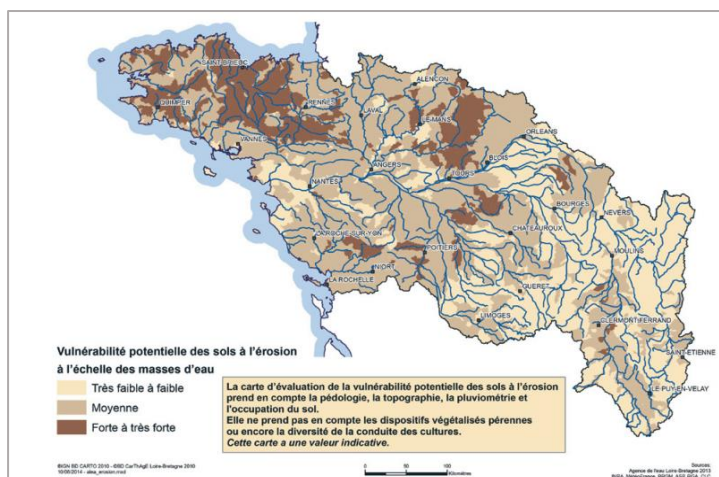 ALENCON
SAINT BRIEUC
QUIMPER
RENNES
LAVAL
LE MANS
ORLEANS
VANNES
ANGERS
BLOIS
TOURS
NANTES
BOURGES
NEVERS
LA ROCHE SUR YON
CHATEAUROUX
POITIERS
MOULINS
NIORT
LA ROCHELLE
GUERET
LIMOGES
CLERMONT FERRAND
SAINT-ETIENNE
LE-PUY-EN-VELAY
Vulnérabilité potentielle des sols à l'érosion
à l'échelle des masses d'eau
Très faible à faible
Moyenne
Forte à très forte
La carte d'évaluation de la vulnérabilité potentielle des sols à l'érosion
prend en compte la pédologie, la topographie, la pluviométrie et
l'occupation du sol.
Elle ne prend pas en compte les dispositifs végétalisés pérennes
ou encore la diversité de la conduite des cultures.
Cette carte a une valeur indicative.
Kilomètres
Sources:
Agence de l'eau Loire-Bretagne 2013